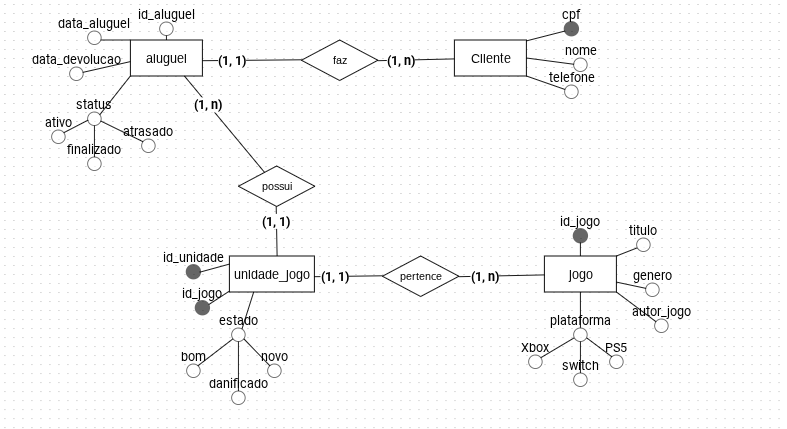 id_aluguel
data_aluguel
data_devolucao
aluguel
(1, 1)
faz
(1, n)
Cliente
cpf
nome
telefone
status
ativo
atrasado
finalizado
(1, n)
possui
(1, 1)
id_unidade
unidade_jogo
(1, 1)
pertence
(1, n)
jogo
id_jogo
titulo
genero
autor_jogo
id_jogo
estado
bom
novo
danificado
plataforma
Xbox
PS5
switch